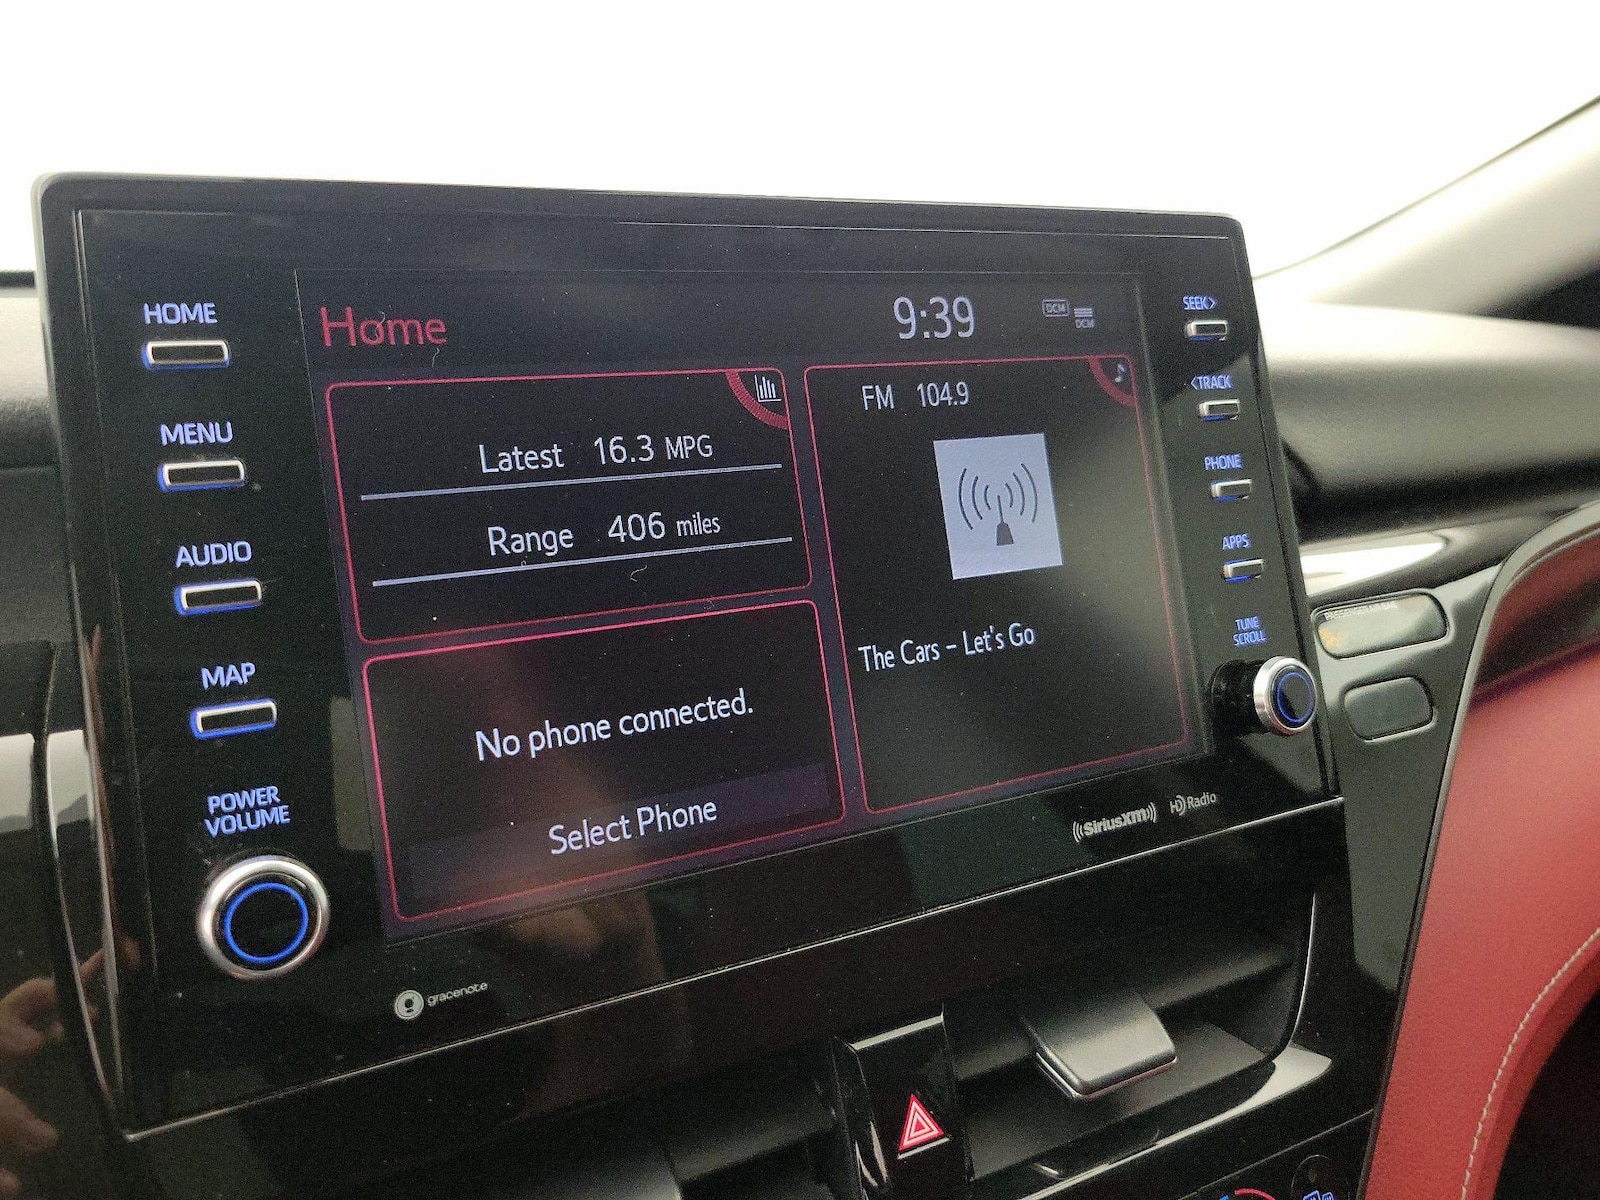 HOME
MENU
AUDIO
MAP
POWER
VOLUME
Home
9:39
DCM
DCM
Latest 16.3 MPG
Range 406 miles
No phone connected.
Select Phone
FM 104.9
The Cars - Let's Go
SEEK>
<TRACK
PHONE
APPS
TUNE
SCROLL
gracenote
((SiriusXM))
HD Radio